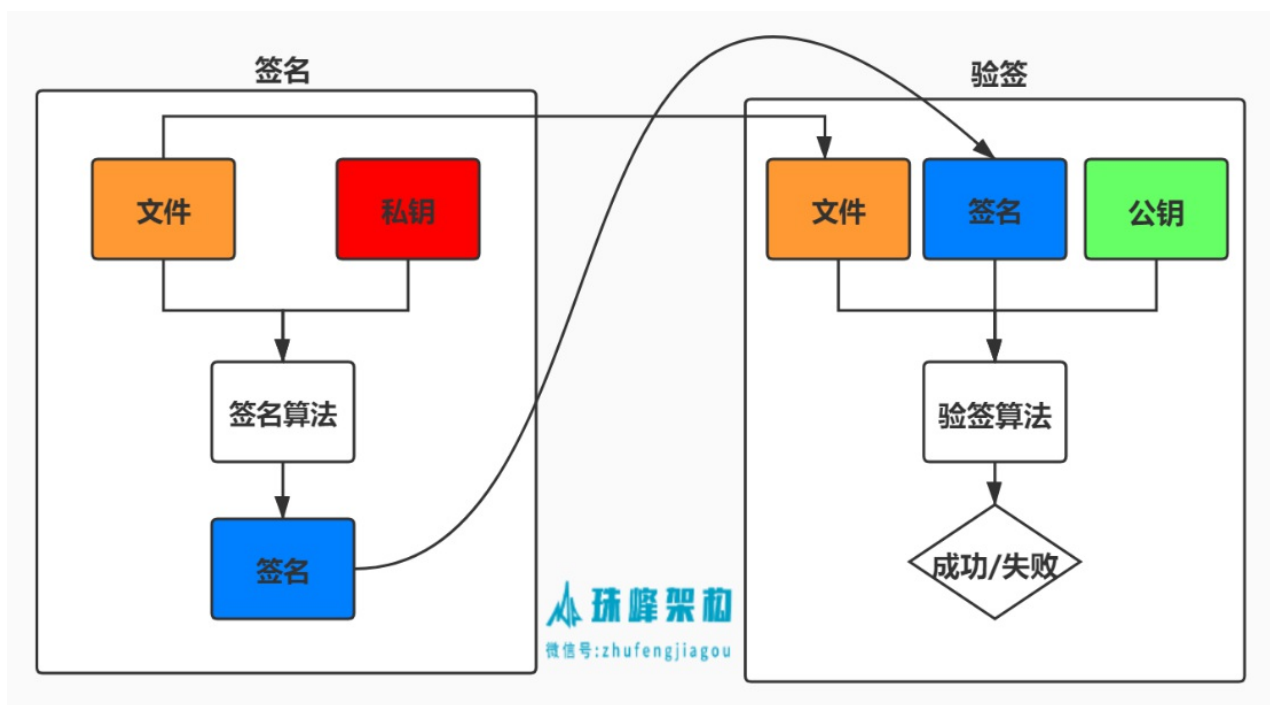 签名
验签
文件
私钥
文件
签名
公钥
签名算法
验签算法
签名
成功/失败
珠峰架构
微信号:zhufengjiagou